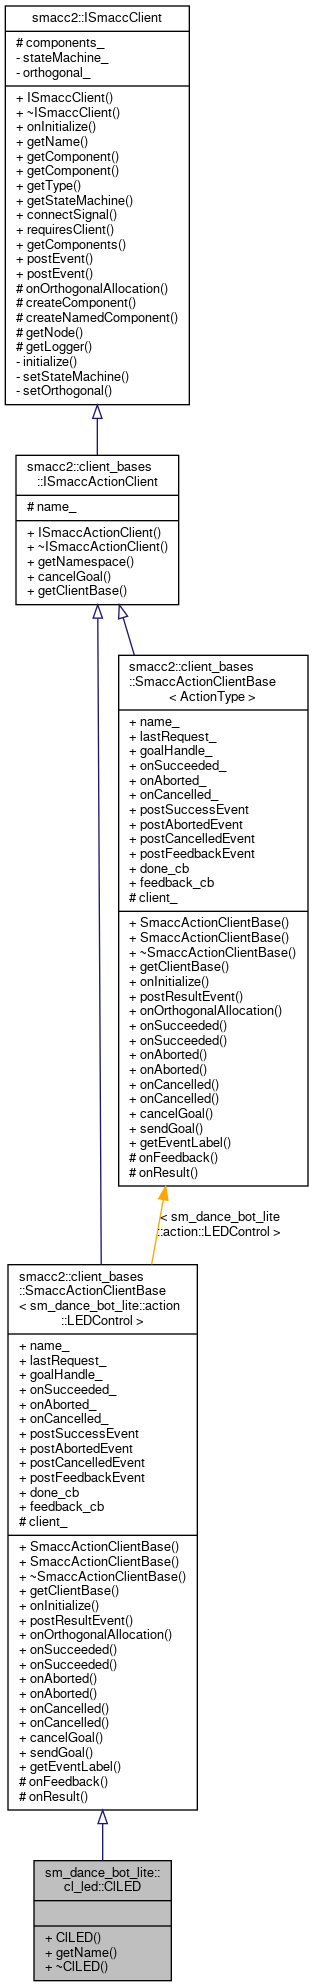 smacc2::ISmaccClient
# components_
- stateMachine_
- orthogonal_
+ ISmaccClient()
+ ~ISmaccClient()
+ onInitialize()
+ getName()
+ getComponent()
+ getComponent()
+ getType()
+ getStateMachine()
+ connectSignal()
+ requiresClient()
+ getComponents()
+ postEvent()
+ postEvent()
# onOrthogonalAllocation()
# createComponent()
# createNamedComponent()
# getNode()
# getLogger()
- initialize()
- setStateMachine()
- setOrthogonal()
smacc2::client_bases
::ISmaccActionClient
# name_
+ ISmaccActionClient()
+ ~ISmaccActionClient()
+ getNamespace()
+ cancelGoal()
+ getClientBase()
smacc2::client_bases
::SmaccActionClientBase
< ActionType >
+ name_
+ lastRequest_
+ goalHandle_
+ onSucceeded_
+ onAborted_
+ onCancelled_
+ postSuccessEvent
+ postAbortedEvent
+ postCancelledEvent
+ postFeedbackEvent
+ done_cb
+ feedback_cb
# client_
+ SmaccActionClientBase()
+ SmaccActionClientBase()
+ ~SmaccActionClientBase()
+ getClientBase()
+ onInitialize()
+ postResultEvent()
+ onOrthogonalAllocation()
+ onSucceeded()
+ onSucceeded()
+ onAborted()
+ onAborted()
+ onCancelled()
+ onCancelled()
+ cancelGoal()
+ sendGoal()
+ getEventLabel()
# onFeedback()
# onResult()
< sm_dance_bot_lite
::action::LEDControl >
smacc2::client_bases
::SmaccActionClientBase
< sm_dance_bot_lite::action
::LEDControl >
+ name_
+ lastRequest_
+ goalHandle_
+ onSucceeded_
+ onAborted_
+ onCancelled_
+ postSuccessEvent
+ postAbortedEvent
+ postCancelledEvent
+ postFeedbackEvent
+ done_cb
+ feedback_cb
# client_
+ SmaccActionClientBase()
+ SmaccActionClientBase()
+ ~SmaccActionClientBase()
+ getClientBase()
+ onInitialize()
+ postResultEvent()
+ onOrthogonalAllocation()
+ onSucceeded()
+ onSucceeded()
+ onAborted()
+ onAborted()
+ onCancelled()
+ onCancelled()
+ cancelGoal()
+ sendGoal()
+ getEventLabel()
# onFeedback()
# onResult()
sm_dance_bot_lite::
cl_led::ClLED
+ ClLED()
+ getName()
+ ~ClLED()